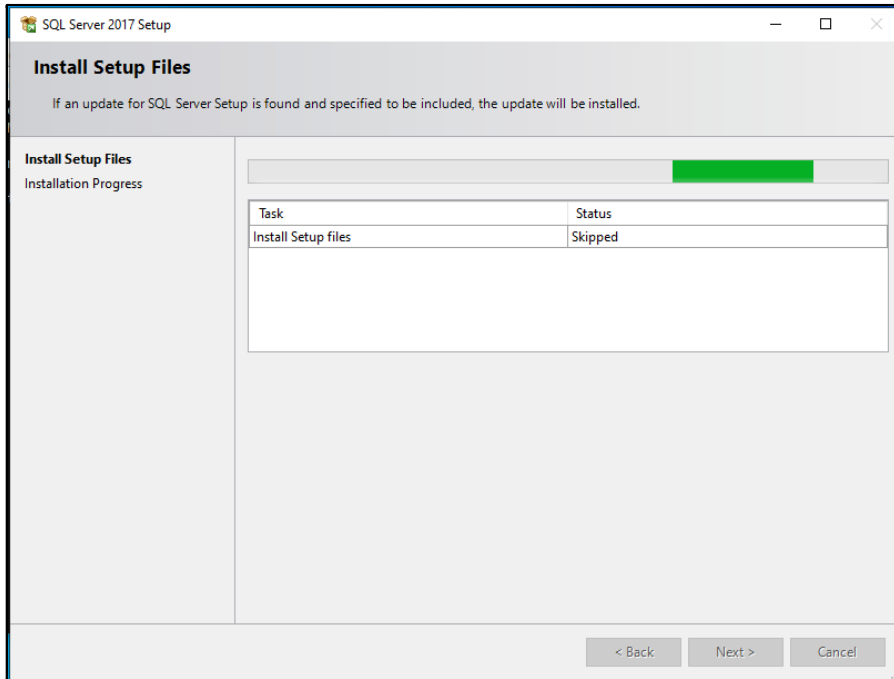 SQL Server 2017 Setup
Install Setup Files
If an update for SQL Server Setup is found and specified to be included, the update will be installed.
Install Setup Files
Installation Progress
Task Status
Install Setup files Skipped
< Back Next > Cancel